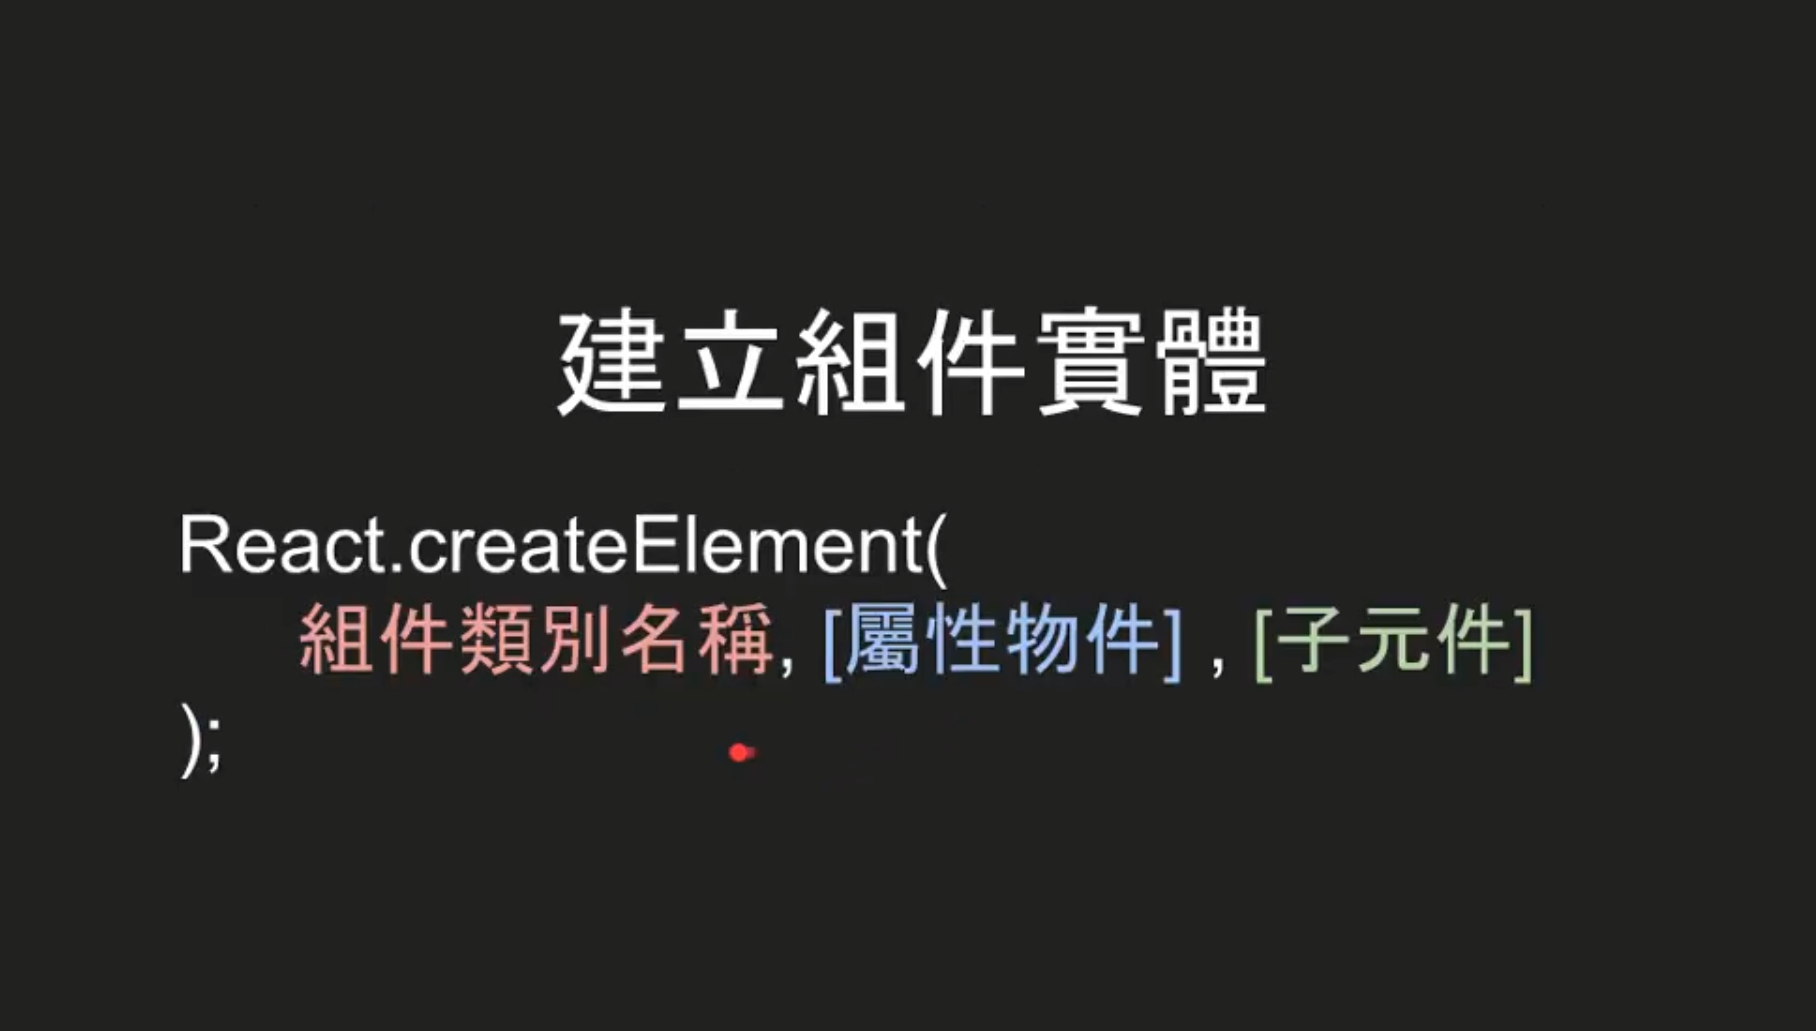 建立組件實體
React.createElement(
組件類別名稱, [屬性物件] , [子元件]
);